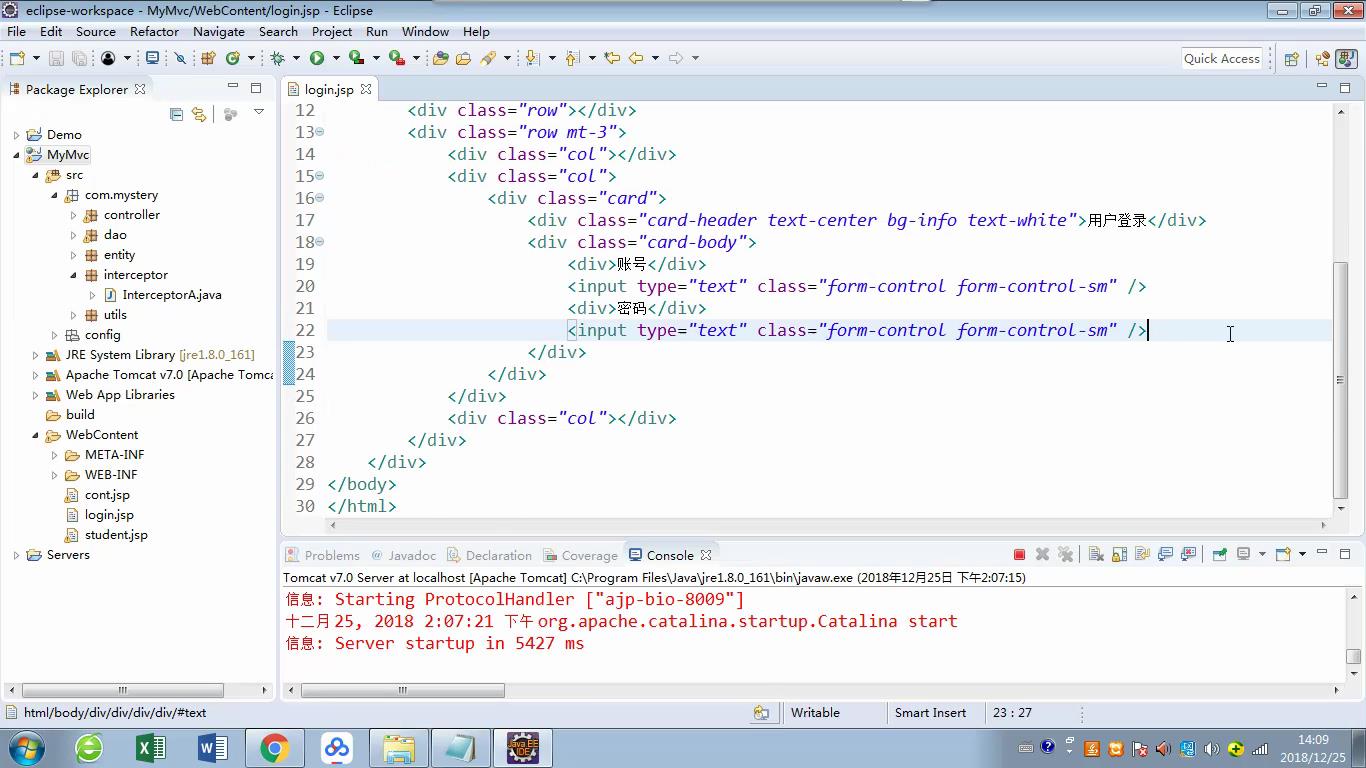 eclipse-workspace - MyMvc/WebContent/login.jsp - Eclipse
File Edit Source Refactor Navigate Search Project Run Window Help
Quick Access
Package Explorer
Demo
MyMvc
src
com.mystery
controller
dao
entity
interceptor
InterceptorA.java
utils
config
JRE System Library [jre1.8.0_161]
Apache Tomcat v7.0 [Apache Tomca
Web App Libraries
build
WebContent
META-INF
WEB-INF
cont.jsp
login.jsp
student.jsp
Servers
login.jsp
12 <div class="row"></div>
13 <div class="row mt-3">
14 <div class="col"></div>
15 <div class="col">
16 <div class="card">
17 <div class="card-header text-center bg-info text-white">用户登录</div>
18 <div class="card-body">
19 <div>账号</div>
20 <input type="text" class="form-control form-control-sm" />
21 <div>密码</div>
22 <input type="text" class="form-control form-control-sm" />
23 </div>
24 </div>
25 </div>
26 <div class="col"></div>
27 </div>
28 </div>
29 </body>
30 </html>
Problems Javadoc Declaration Coverage Console
Tomcat v7.0 Server at localhost [Apache Tomcat] C:\Program Files\Java\jre1.8.0_161\bin\javaw.exe (2018年12月25日 下午2:07:15)
信息: Starting ProtocolHandler ["ajp-bio-8009"]
十二月 25, 2018 2:07:21 下午 org.apache.catalina.startup.Catalina start
信息: Server startup in 5427 ms
html/body/div/div/div/div/#text
Writable
Smart Insert
23 : 27
14:09
2018/12/25